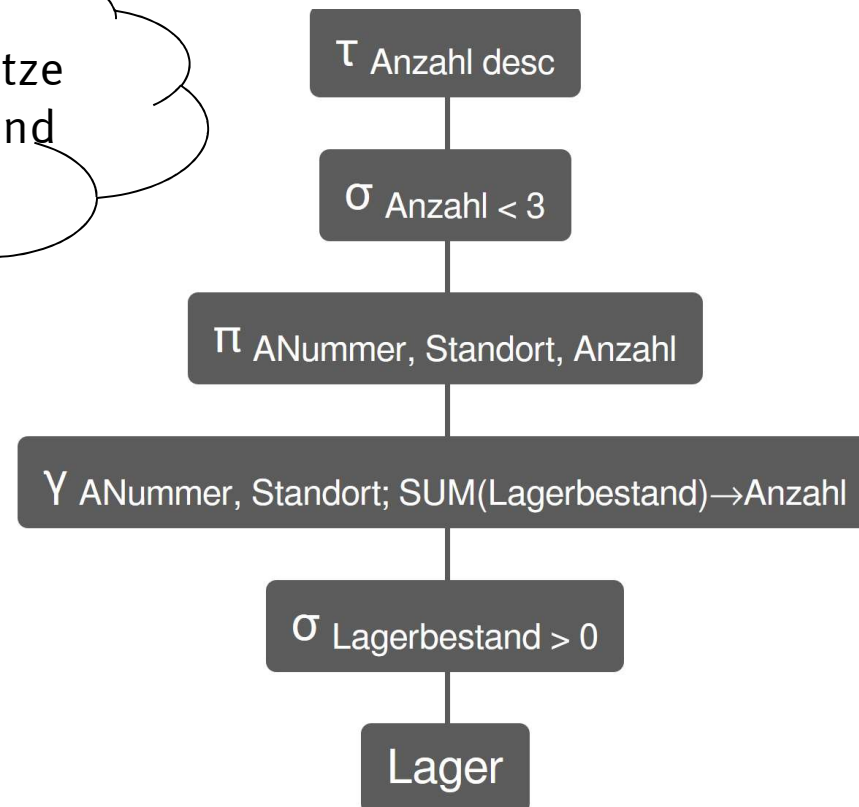 tze
nd
τ Anzahl desc
σ Anzahl < 3
π ANummer, Standort, Anzahl
γ ANummer, Standort; SUM(Lagerbestand)→Anzahl
σ Lagerbestand > 0
Lager